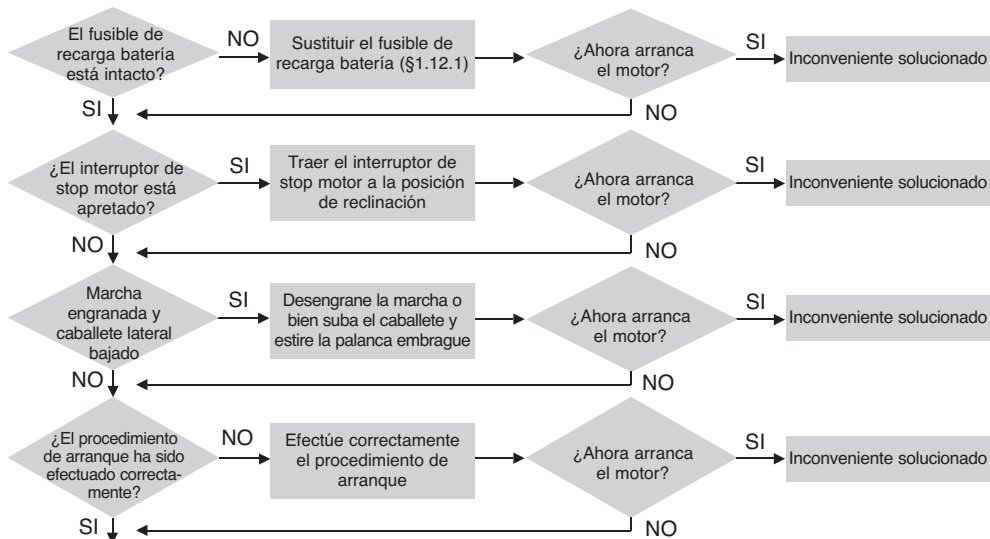 El fusible de
recarga batería
está intacto?
NO
Sustituir el fusible de
recarga batería (§1.12.1)
¿Ahora arranca
el motor?
SI
Inconveniente solucionado
SI
NO
¿El interruptor de
stop motor está
apretado?
SI
Traer el interruptor de
stop motor a la posición
de reclinación
¿Ahora arranca
el motor?
SI
Inconveniente solucionado
NO
NO
Marcha
engranada y
caballete lateral
bajado
SI
Desengrane la marcha o
bien suba el caballete y
estire la palanca embrague
¿Ahora arranca
el motor?
SI
Inconveniente solucionado
NO
NO
¿El procedimiento
de arranque ha sido
efectuado correcta-
mente?
NO
Efectúe correctamente
el procedimiento de
arranque
¿Ahora arranca
el motor?
SI
Inconveniente solucionado
SI
NO